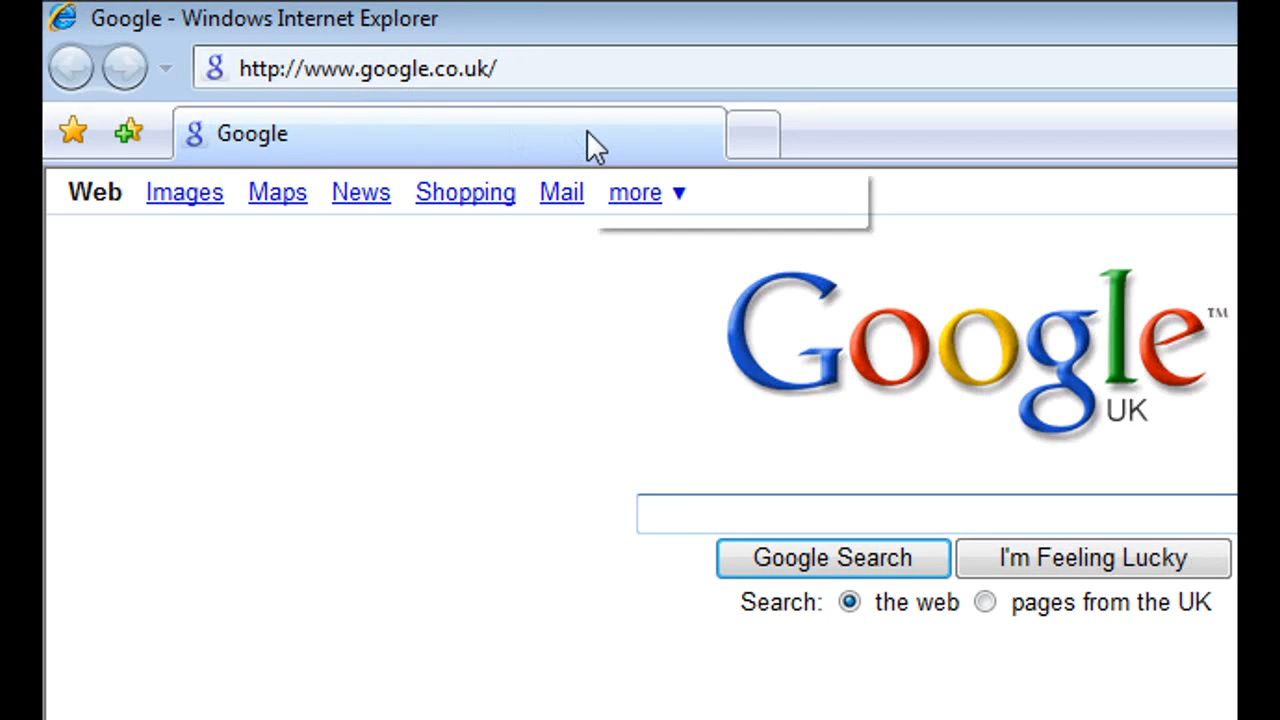 Google - Windows Internet Explorer
http://www.google.co.uk/
Google
Web Images Maps News Shopping Mail more ▼
Google™
UK
Google Search I'm Feeling Lucky
Search: the web pages from the UK